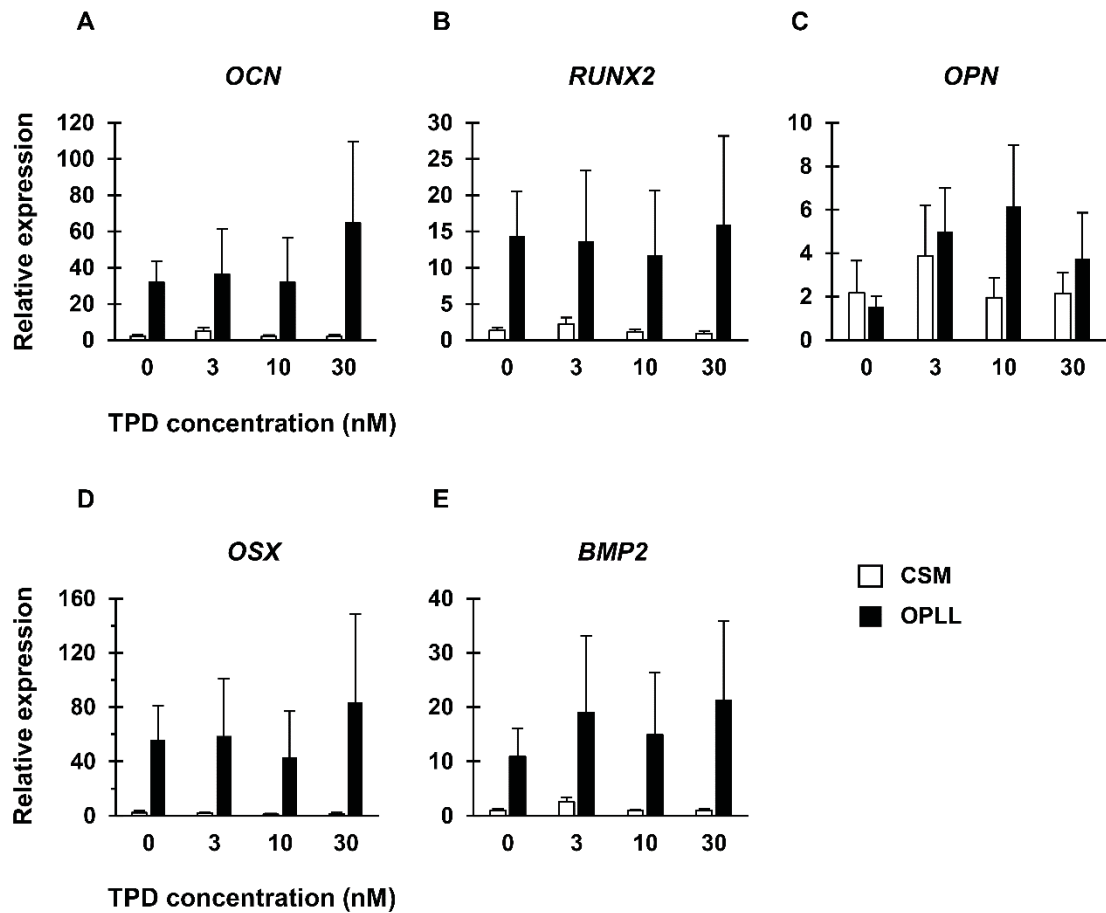 A
B
C
OCN
RUNX2
OPN
Relative expression
120
100
80
60
40
20
0
30
25
20
15
10
5
0
10
8
6
4
2
0
0 3 10 30
0 3 10 30
0 3 10 30
TPD concentration (nM)
D
E
OSX
BMP2
Relative expression
160
120
80
40
0
40
30
20
10
0
CSM
OPLL
0 3 10 30
0 3 10 30
TPD concentration (nM)